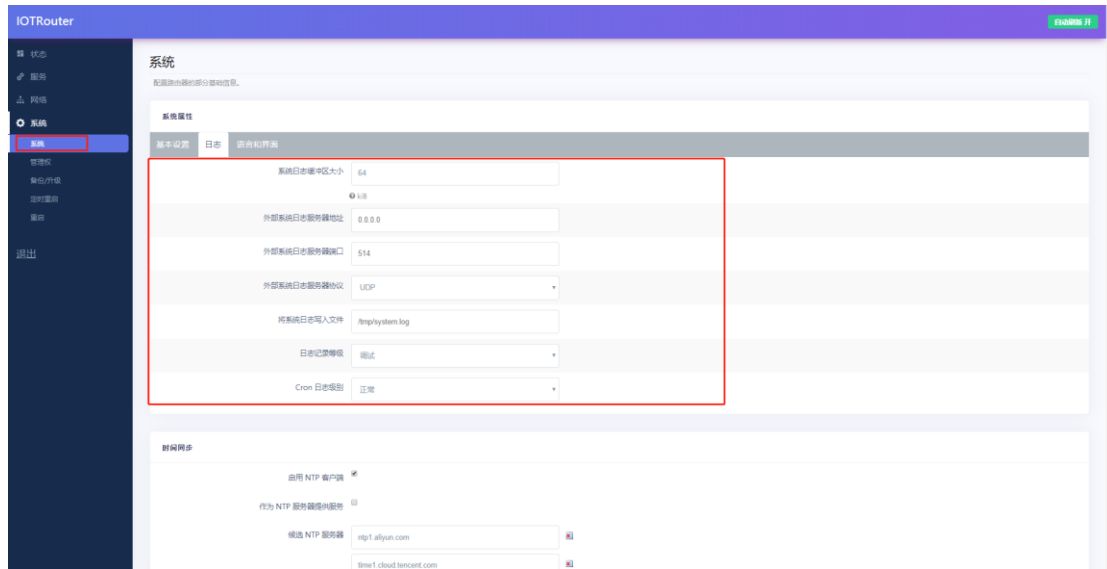 IOTRouter
自动刷新 开
状态
服务
网络
系统
系统
管理权
备份/升级
定时重启
重启
退出
系统
配置路由器的部分基础信息。
系统属性
基本设置 日志 语言和界面
系统日志缓冲区大小 64
kiB
外部系统日志服务器地址 0.0.0.0
外部系统日志服务器端口 514
外部系统日志服务器协议 UDP
将系统日志写入文件 /tmp/system.log
日志记录等级 调试
Cron 日志级别 正常
时间同步
启用 NTP 客户端
作为 NTP 服务器提供服务
候选 NTP 服务器 ntp1.aliyun.com
time1.cloud.tencent.com